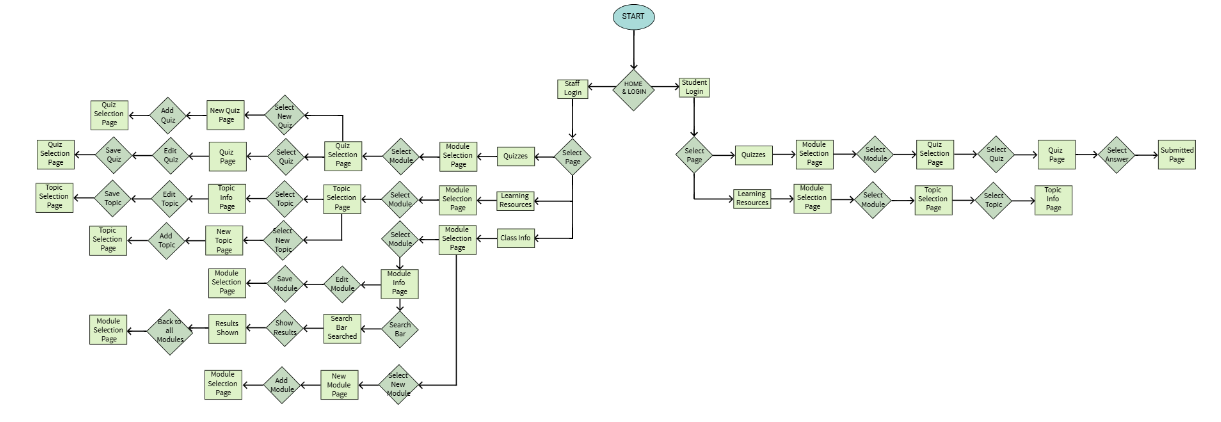 START
HOME
& LOGIN
Staff
Login
Student
Login
Quiz
Selection
Page
Add
Quiz
New Quiz
Page
Select
New
Quiz
Quiz
Selection
Page
Save
Quiz
Edit
Quiz
Quiz
Page
Select
Quiz
Quiz
Selection
Page
Select
Module
Module
Selection
Page
Quizzes
Select
Page
Select
Page
Quizzes
Module
Selection
Page
Select
Module
Quiz
Selection
Page
Select
Quiz
Quiz
Page
Select
Answer
Submitted
Page
Topic
Selection
Page
Save
Topic
Edit
Topic
Topic
Info
Page
Select
Topic
Topic
Selection
Page
Select
Module
Module
Selection
Page
Learning
Resources
Learning
Resources
Module
Selection
Page
Select
Module
Topic
Selection
Page
Select
Topic
Topic
Info
Page
Topic
Selection
Page
Add
Topic
New
Topic
Page
Select
New
Topic
Select
Module
Module
Selection
Page
Class Info
Module
Selection
Page
Save
Module
Edit
Module
Module
Info
Page
Module
Selection
Page
Back to
all
Modules
Results
Shown
Show
Results
Search
Bar
Searched
Search
Bar
Module
Selection
Page
Add
Module
New
Module
Page
Select
New
Module